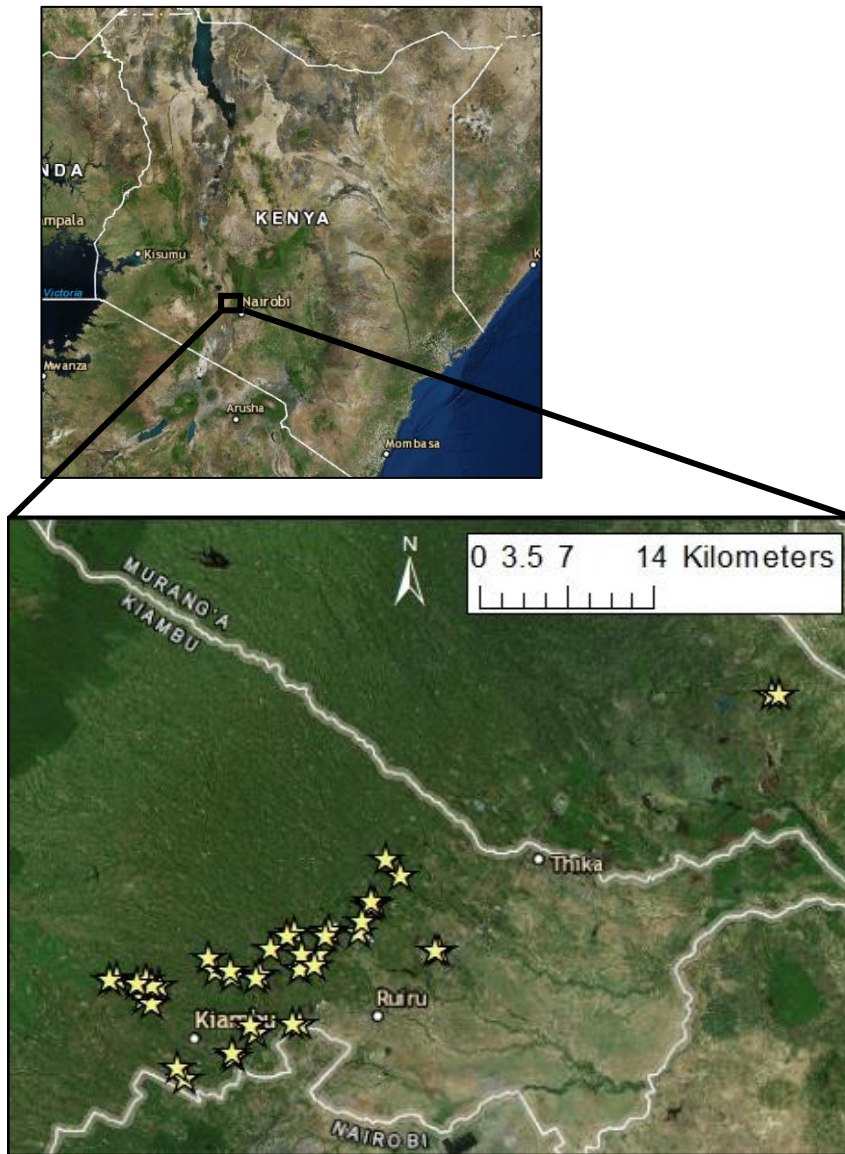 NDA
ampala
KENYA
Kisumu
Victoria
Nairobi
K
Mwanza
Arusha
Mombasa
N
0 3.5 7 14 Kilometers
MURANG'A
KIAMBU
Thika
Ruiru
Kiambu
NAIROBI